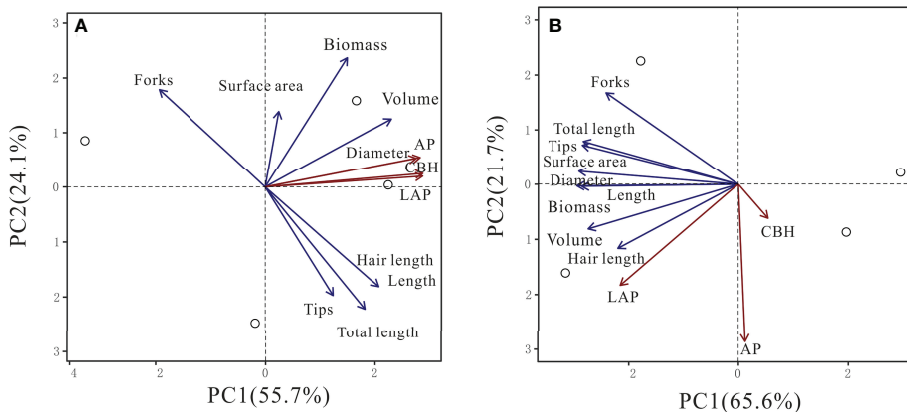 A
Biomass
Forks
Surface area
Volume
AP
Diameter
CBH
LAP
Hair length
Length
Tips
Total length
3
2
1
0
1
2
3
4
2
0
2
PC2(24.1%)
PC1(55.7%)
B
Forks
Total length
Tips
Surface area
Diameter
Length
Biomass
Volume
Hair length
CBH
LAP
AP
3
2
1
0
1
2
3
2
0
2
PC2(21.7%)
PC1(65.6%)